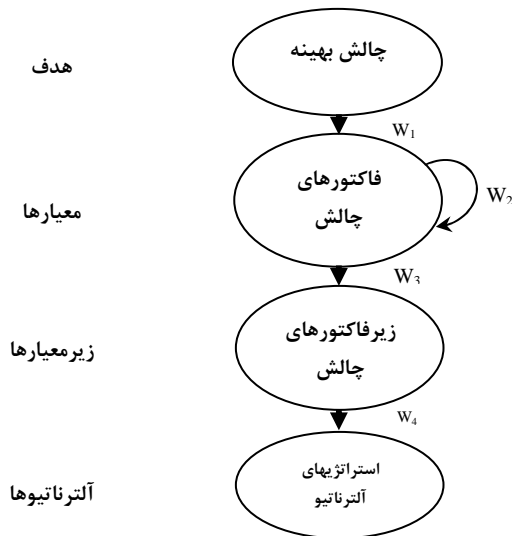 چالش بهینه
هدف
W1
فاکتورهای
چالش
معیارها
W2
W3
زیرفاکتورهای
چالش
زیرمعیارها
W4
استراتژیهای
آلترناتیو
آلترناتیوها